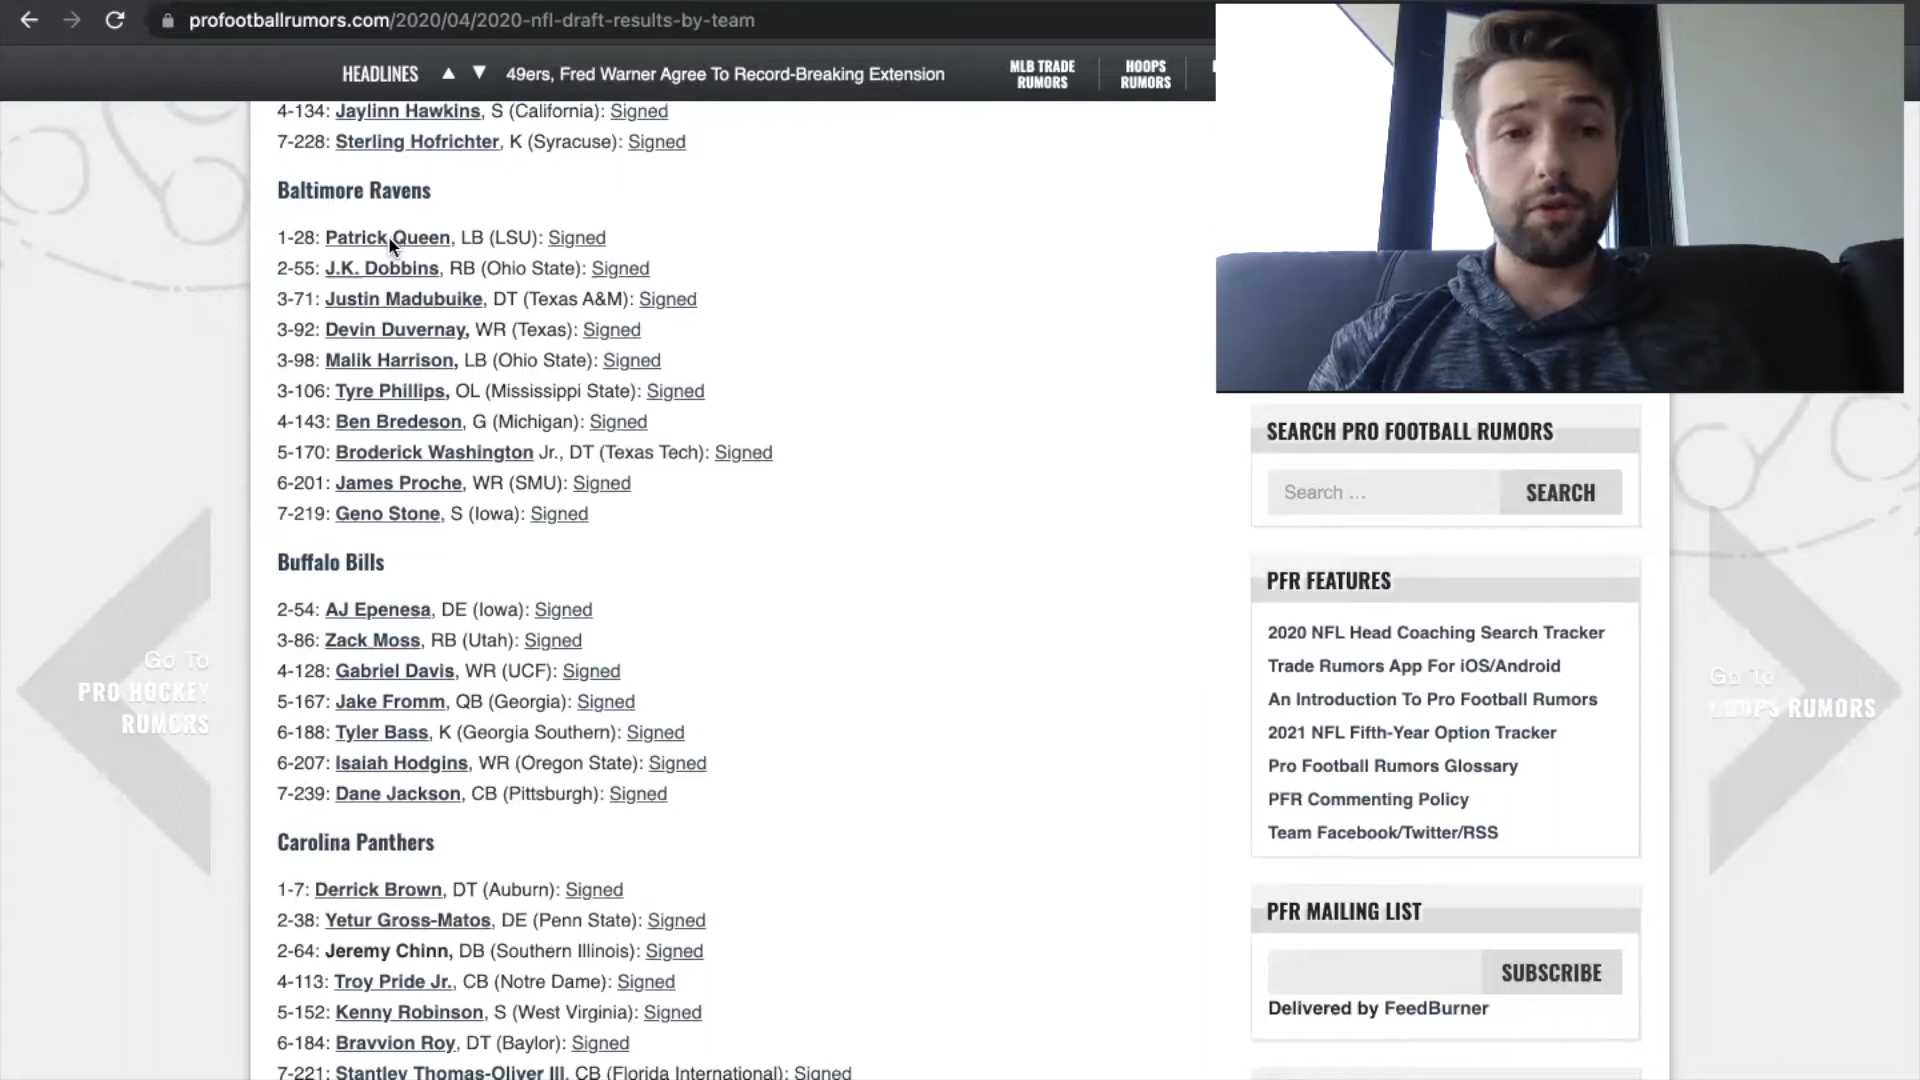 profootballrumors.com/2020/04/2020-nfl-draft-results-by-team
HEADLINES ▲ ▼ 49ers, Fred Warner Agree To Record-Breaking Extension
MLB TRADE
RUMORS
HOOPS
RUMORS
4-134: Jaylinn Hawkins, S (California): Signed
7-228: Sterling Hofrichter, K (Syracuse): Signed
Baltimore Ravens
1-28: Patrick Queen, LB (LSU): Signed
2-55: J.K. Dobbins, RB (Ohio State): Signed
3-71: Justin Madubuike, DT (Texas A&M): Signed
3-92: Devin Duvernay, WR (Texas): Signed
3-98: Malik Harrison, LB (Ohio State): Signed
3-106: Tyre Phillips, OL (Mississippi State): Signed
4-143: Ben Bredeson, G (Michigan): Signed
5-170: Broderick Washington Jr., DT (Texas Tech): Signed
6-201: James Proche, WR (SMU): Signed
7-219: Geno Stone, S (Iowa): Signed
Buffalo Bills
2-54: AJ Epenesa, DE (Iowa): Signed
3-86: Zack Moss, RB (Utah): Signed
4-128: Gabriel Davis, WR (UCF): Signed
5-167: Jake Fromm, QB (Georgia): Signed
6-188: Tyler Bass, K (Georgia Southern): Signed
6-207: Isaiah Hodgins, WR (Oregon State): Signed
7-239: Dane Jackson, CB (Pittsburgh): Signed
Carolina Panthers
1-7: Derrick Brown, DT (Auburn): Signed
2-38: Yetur Gross-Matos, DE (Penn State): Signed
2-64: Jeremy Chinn, DB (Southern Illinois): Signed
4-113: Troy Pride Jr., CB (Notre Dame): Signed
5-152: Kenny Robinson, S (West Virginia): Signed
6-184: Bravvion Roy, DT (Baylor): Signed
7-221: Stantley Thomas-Oliver III, CB (Florida International): Signed
Go To
PRO HOCKEY
RUMORS
SEARCH PRO FOOTBALL RUMORS
Search ...
SEARCH
PFR FEATURES
2020 NFL Head Coaching Search Tracker
Trade Rumors App For iOS/Android
An Introduction To Pro Football Rumors
2021 NFL Fifth-Year Option Tracker
Pro Football Rumors Glossary
PFR Commenting Policy
Team Facebook/Twitter/RSS
PFR MAILING LIST
SUBSCRIBE
Delivered by FeedBurner
Go To
HOOPS RUMORS